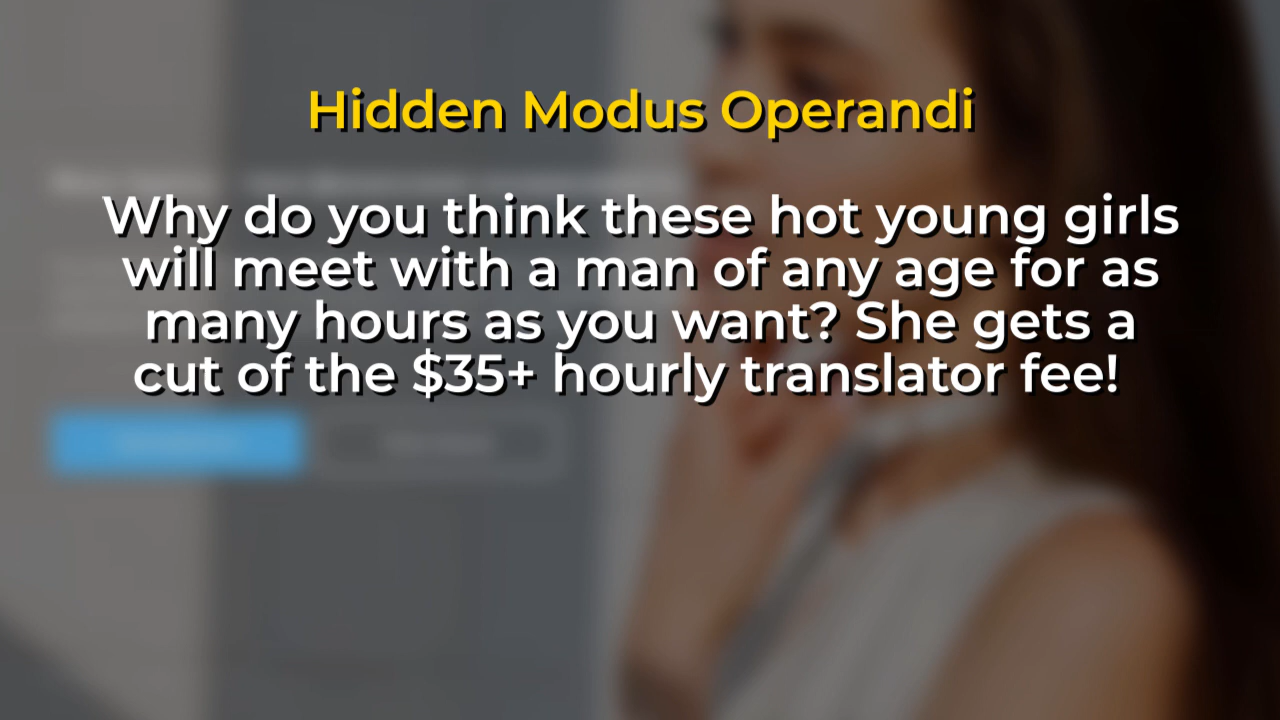 Hidden Modus Operandi
Why do you think these hot young girls
will meet with a man of any age for as
many hours as you want? She gets a
cut of the $35+ hourly translator fee!